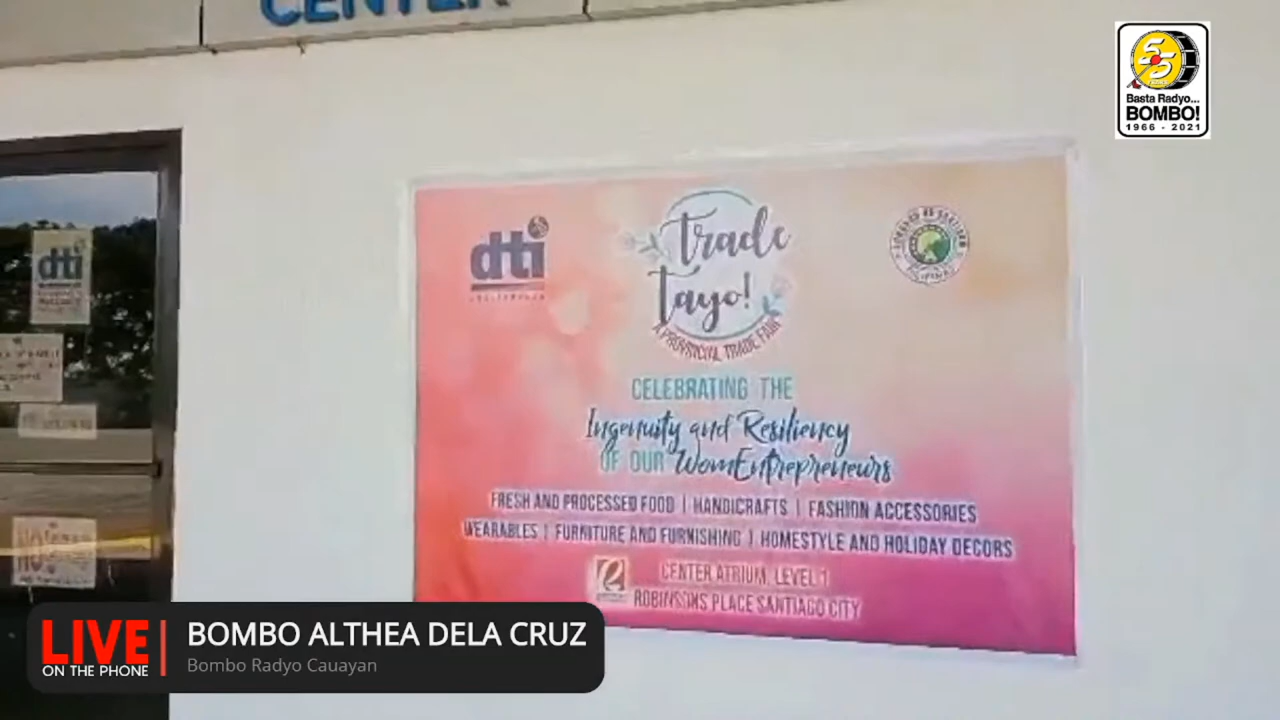 CENTER
55
Basta Radyo...
BOMBO!
1966 - 2021
dti
dti
trade
tayo!
A PROVINCIAL TRADE FAIR
CELEBRATING THE
Ingenuity and Resiliency
OF OUR WomEntrepreneurs
FRESH AND PROCESSED FOOD | HANDICRAFTS | FASHION ACCESSORIES
WEARABLES | FURNITURE AND FURNISHING | HOMESTYLE AND HOLIDAY DECORS
CENTER ATRIUM, LEVEL 1
ROBINSONS PLACE SANTIAGO CITY
LIVE
ON THE PHONE
BOMBO ALTHEA DELA CRUZ
Bombo Radyo Cauayan